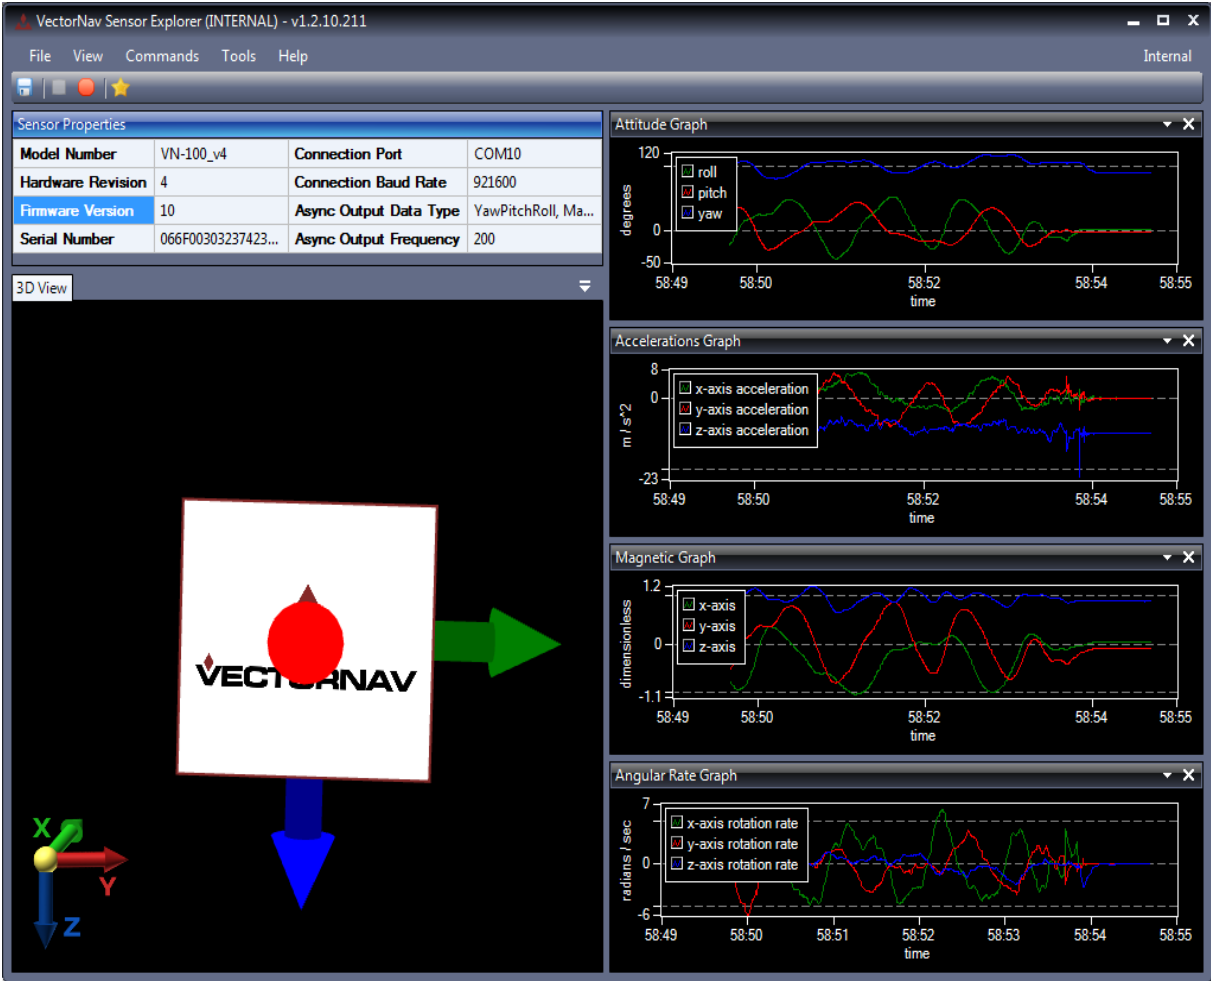 VectorNav Sensor Explorer (INTERNAL) - v1.2.10.211
File View Commands Tools Help Internal
Sensor Properties
Model Number VN-100_v4 Connection Port COM10
Hardware Revision 4 Connection Baud Rate 921600
Firmware Version 10 Async Output Data Type YawPitchRoll, Ma...
Serial Number 066F00303237423... Async Output Frequency 200
3D View
VECTORNAV
X
Y
Z
Attitude Graph
degrees
120
0
-50
roll
pitch
yaw
58:49 58:50 58:52 58:54 58:55
time
Accelerations Graph
m / s^2
8
0
-23
x-axis acceleration
y-axis acceleration
z-axis acceleration
58:49 58:50 58:52 58:54 58:55
time
Magnetic Graph
dimensionless
1.2
0
-1.1
x-axis
y-axis
z-axis
58:49 58:50 58:52 58:54 58:55
time
Angular Rate Graph
radians / sec
7
0
-6
x-axis rotation rate
y-axis rotation rate
z-axis rotation rate
58:49 58:50 58:51 58:52 58:53 58:54 58:55
time